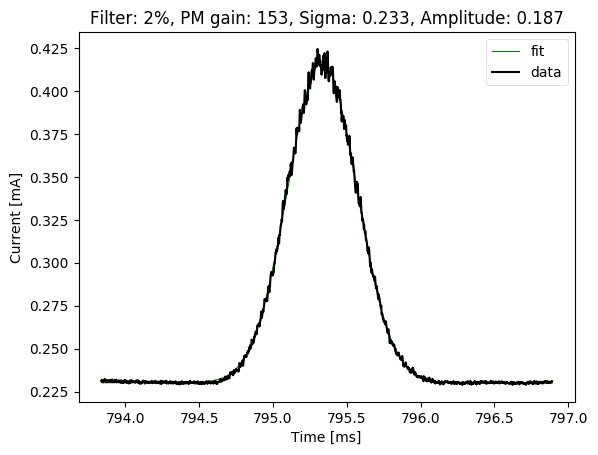 Filter: 2%, PM gain: 153, Sigma: 0.233, Amplitude: 0.187
fit
data
Current [mA]
0.425
0.400
0.375
0.350
0.325
0.300
0.275
0.250
0.225
794.0 794.5 795.0 795.5 796.0 796.5 797.0
Time [ms]